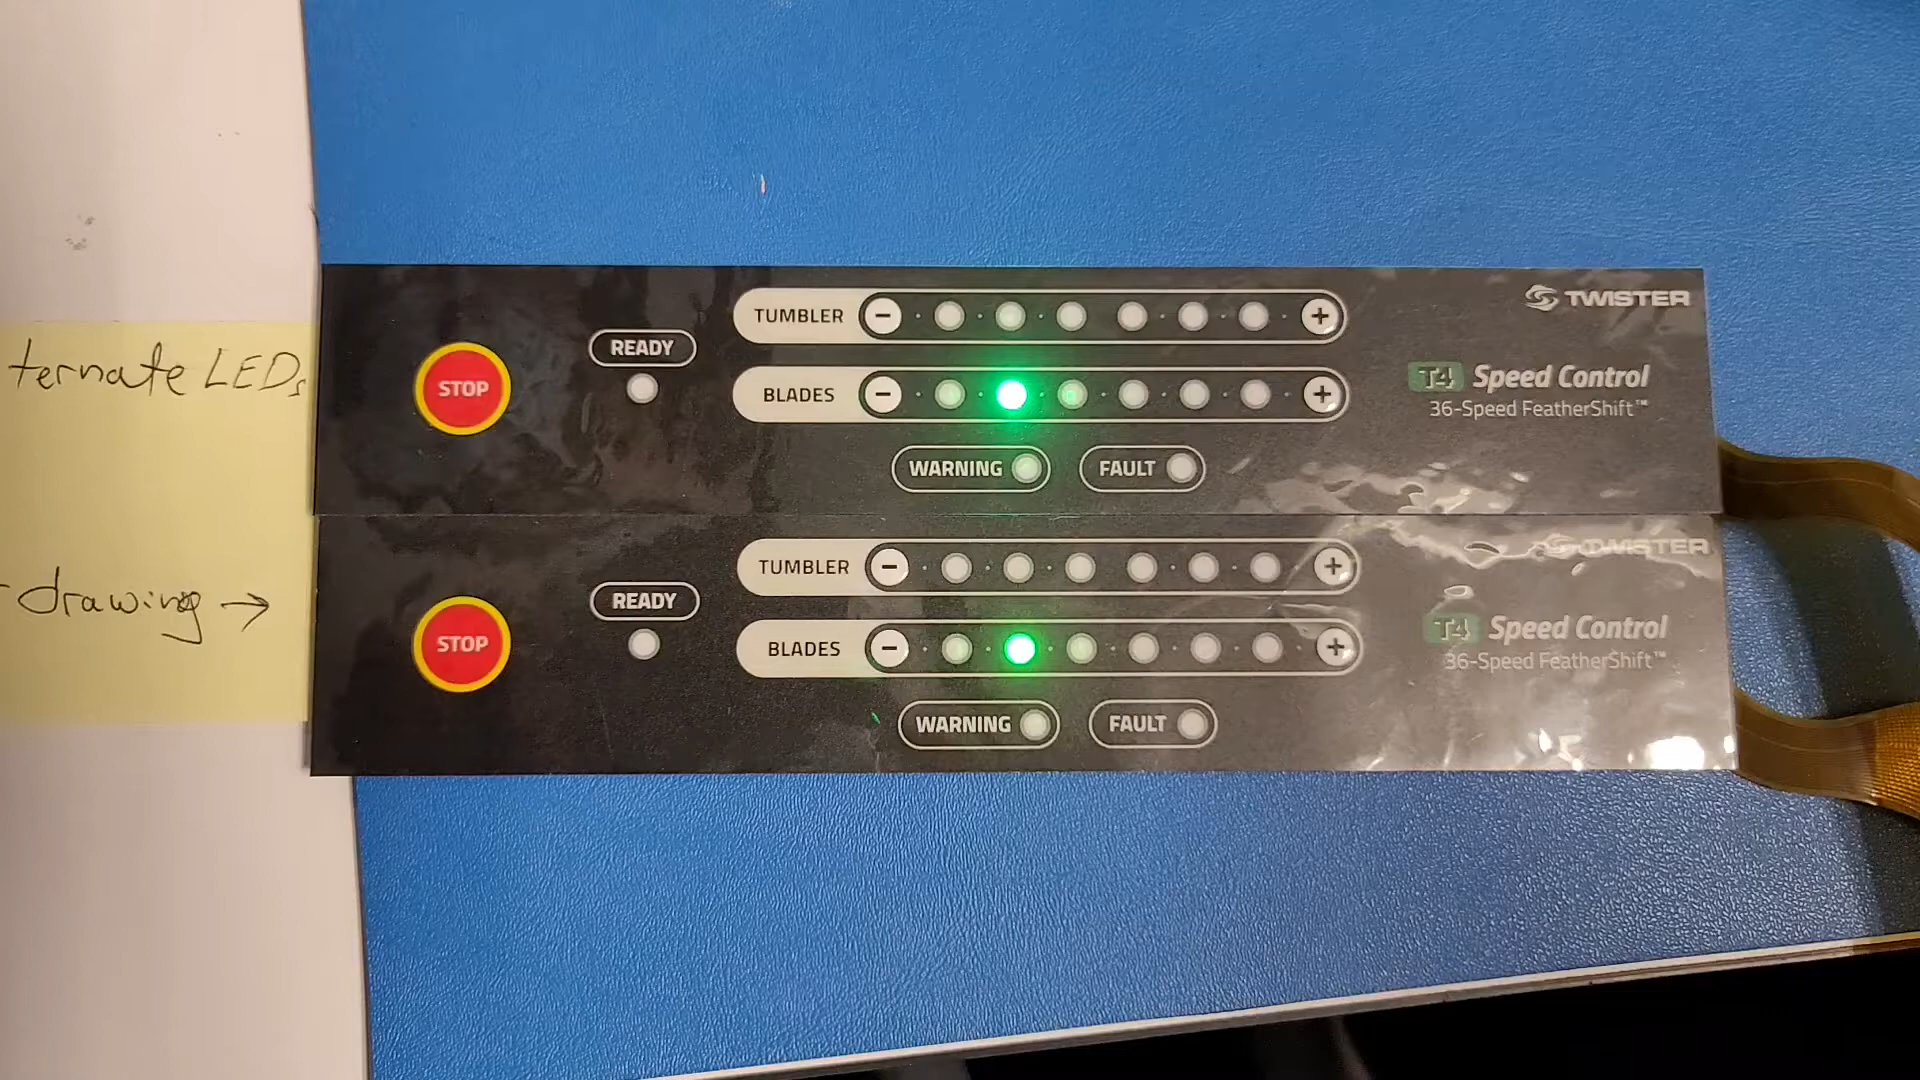 ternate LEDs
TUMBLER - +
TWISTER
READY
STOP
BLADES - +
T4 Speed Control
36-Speed FeatherShift™
WARNING FAULT
drawing →
TUMBLER - +
TWISTER
READY
STOP
BLADES - +
T4 Speed Control
36-Speed FeatherShift™
WARNING FAULT